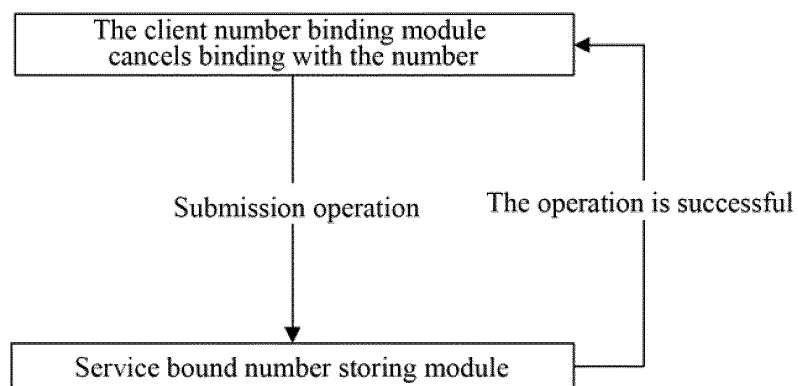 The client number binding module
cancels binding with the number
Submission operation
The operation is successful
Service bound number storing module